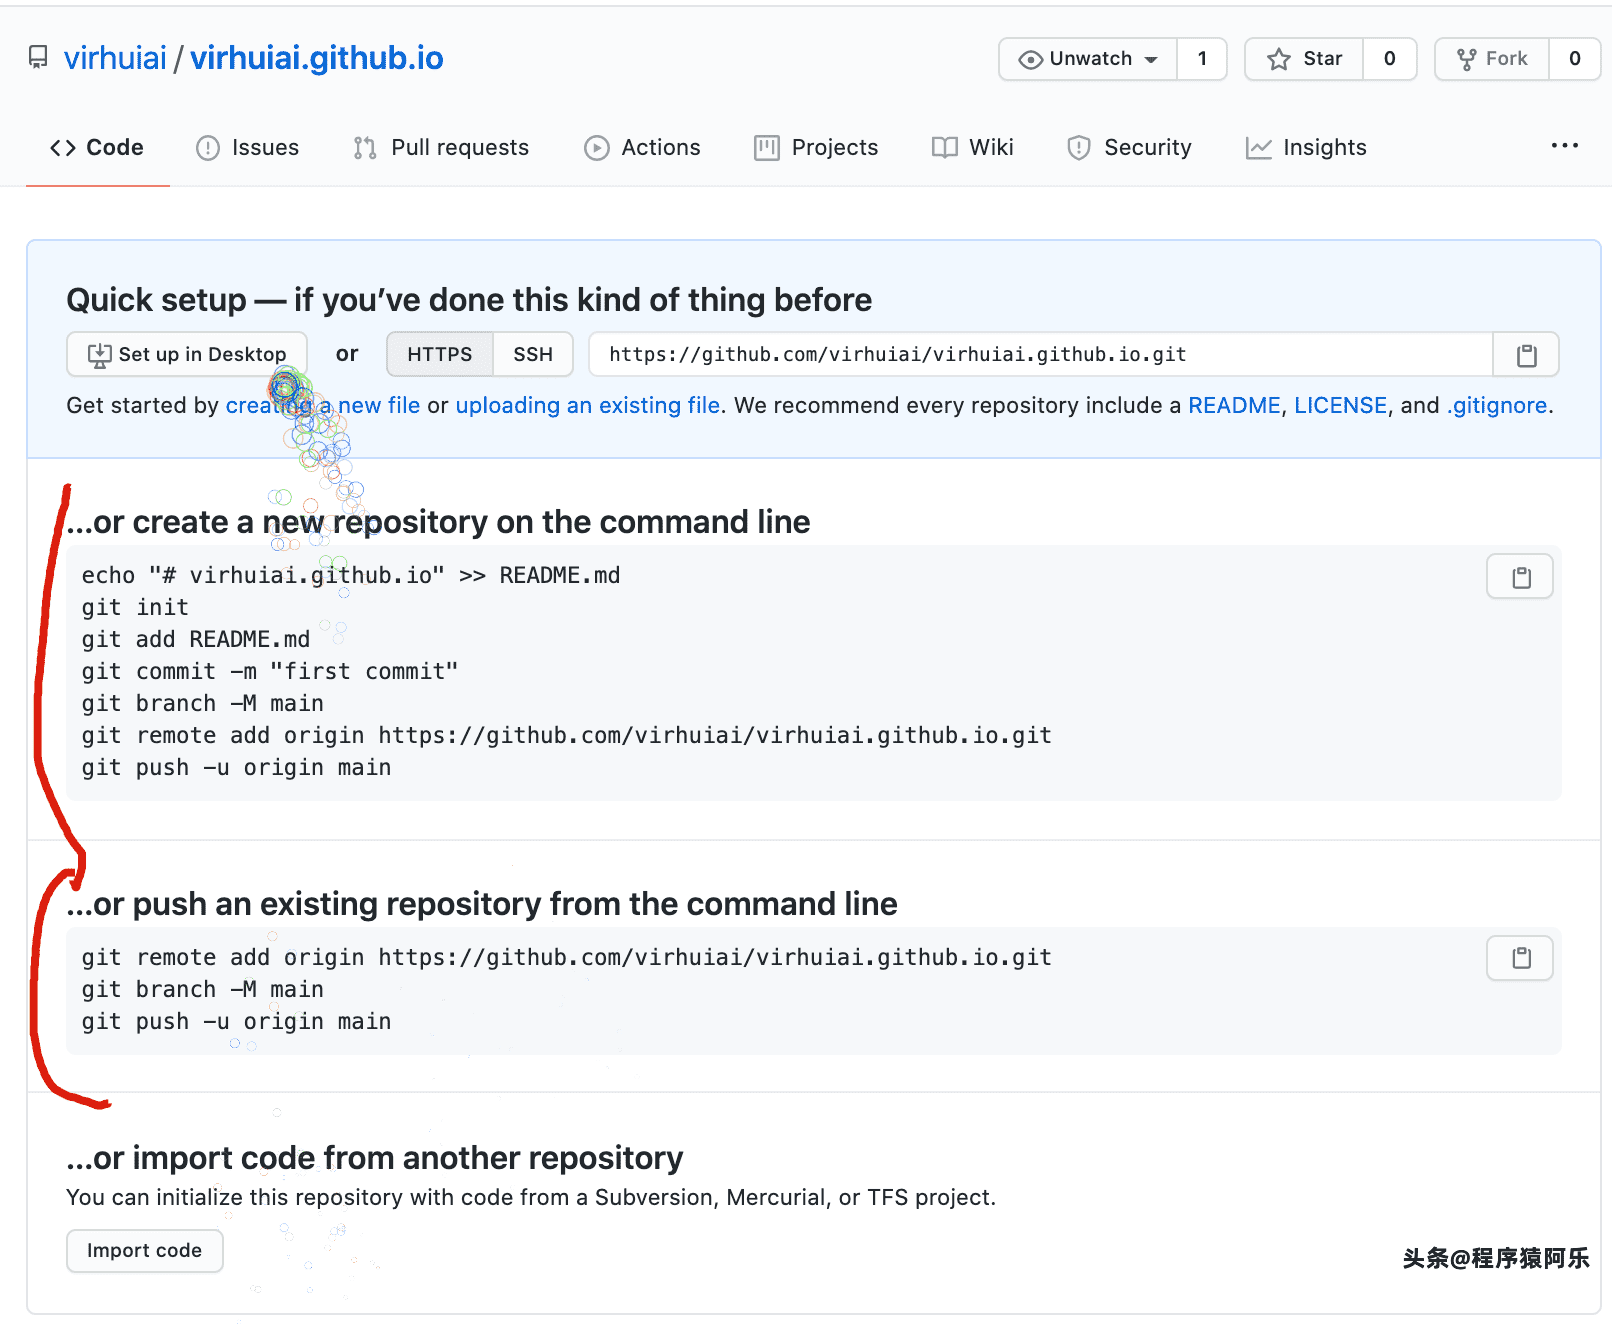 virhuiai / virhuiai.github.io
Unwatch 1 Star 0 Fork 0
Code Issues Pull requests Actions Projects Wiki Security Insights ...
Quick setup — if you’ve done this kind of thing before
Set up in Desktop or HTTPS SSH https://github.com/virhuiai/virhuiai.github.io.git
Get started by creating a new file or uploading an existing file. We recommend every repository include a README, LICENSE, and .gitignore.
...or create a new repository on the command line
echo "# virhuiai.github.io" >> README.md
git init
git add README.md
git commit -m "first commit"
git branch -M main
git remote add origin https://github.com/virhuiai/virhuiai.github.io.git
git push -u origin main
...or push an existing repository from the command line
git remote add origin https://github.com/virhuiai/virhuiai.github.io.git
git branch -M main
git push -u origin main
...or import code from another repository
You can initialize this repository with code from a Subversion, Mercurial, or TFS project.
Import code
头条@程序猿阿乐